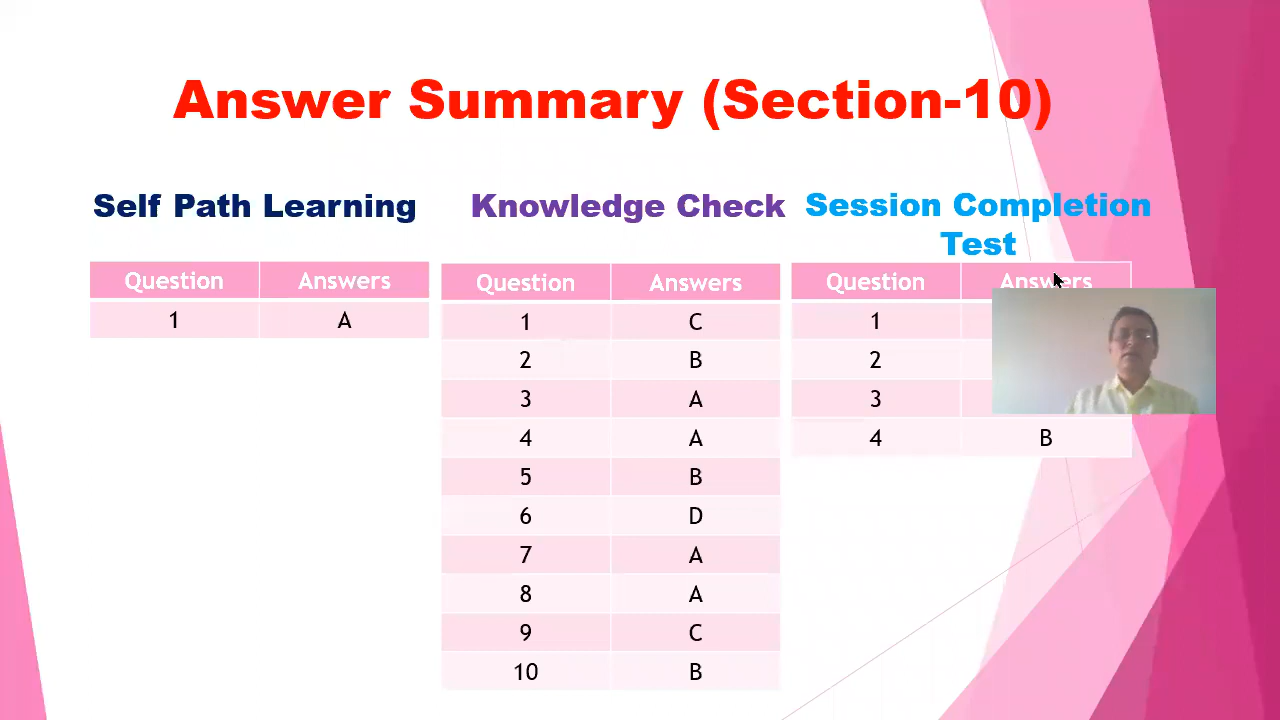 Answer Summary (Section-10)
Self Path Learning
Question Answers
1 A
Knowledge Check
Question Answers
1 C
2 B
3 A
4 A
5 B
6 D
7 A
8 A
9 C
10 B
Session Completion
Test
Question Answers
1
2
3
4 B